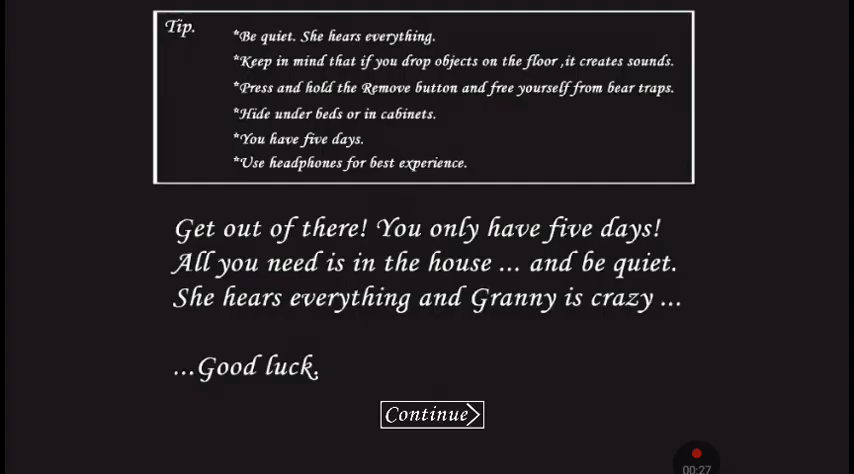 Tip.
*Be quiet. She hears everything.
*Keep in mind that if you drop objects on the floor ,it creates sounds.
*Press and hold the Remove button and free yourself from bear traps.
*Hide under beds or in cabinets.
*You have five days.
*Use headphones for best experience.
Get out of there! You only have five days!
All you need is in the house ... and be quiet.
She hears everything and Granny is crazy ...
...Good luck.
Continue>
00:27